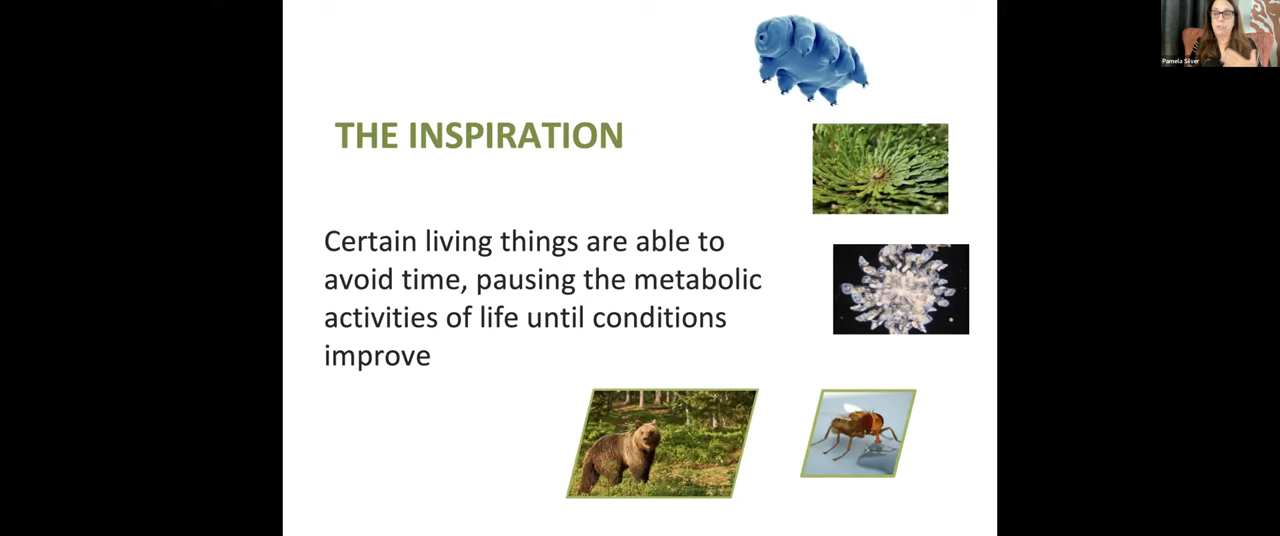 Pamela Silver
THE INSPIRATION
Certain living things are able to
avoid time, pausing the metabolic
activities of life until conditions
improve